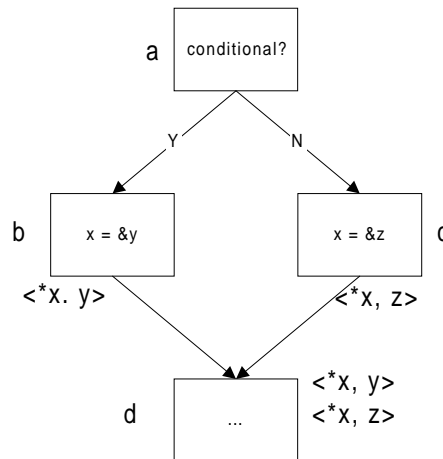 a
conditional?
Y
N
b
x = &y
x = &z
<*x. y>
<*x, z>
d
...
<*x, y>
<*x, z>